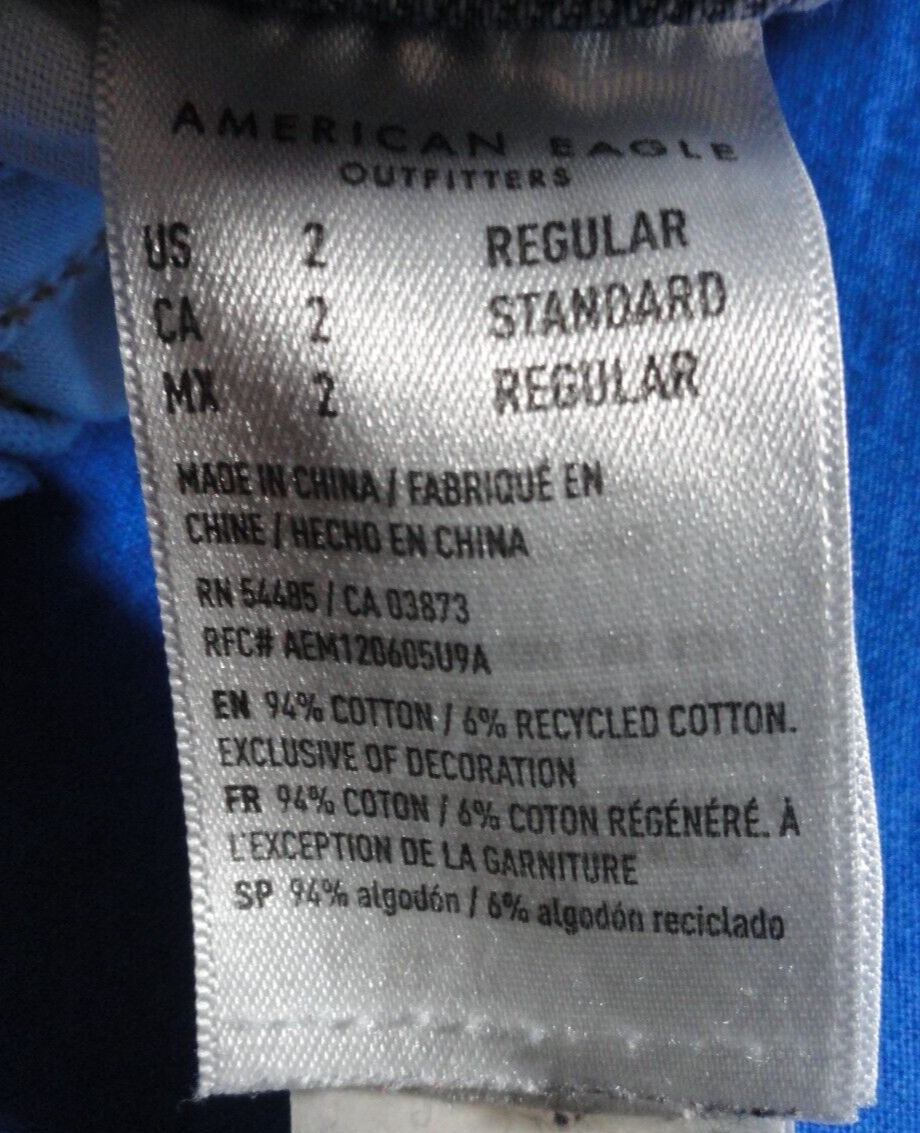 AMERICAN EAGLE
OUTFITTERS
US 2 REGULAR
CA 2 STANDARD
MX 2 REGULAR
MADE IN CHINA / FABRIQUÉ EN
CHINE / HECHO EN CHINA
RN 54485 / CA 03873
RFC# AEM120605U9A
EN 94% COTTON / 6% RECYCLED COTTON.
EXCLUSIVE OF DECORATION
FR 94% COTON / 6% COTON RÉGÉNÉRÉ. À
L'EXCEPTION DE LA GARNITURE
SP 94% algodón / 6% algodón reciclado